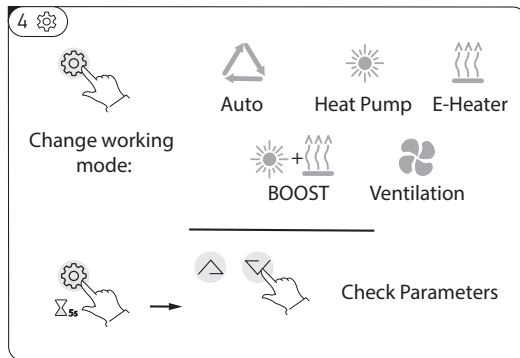 4
Auto
Heat Pump
E-Heater
Change working
mode:
+
BOOST
Ventilation
5s
Check Parameters